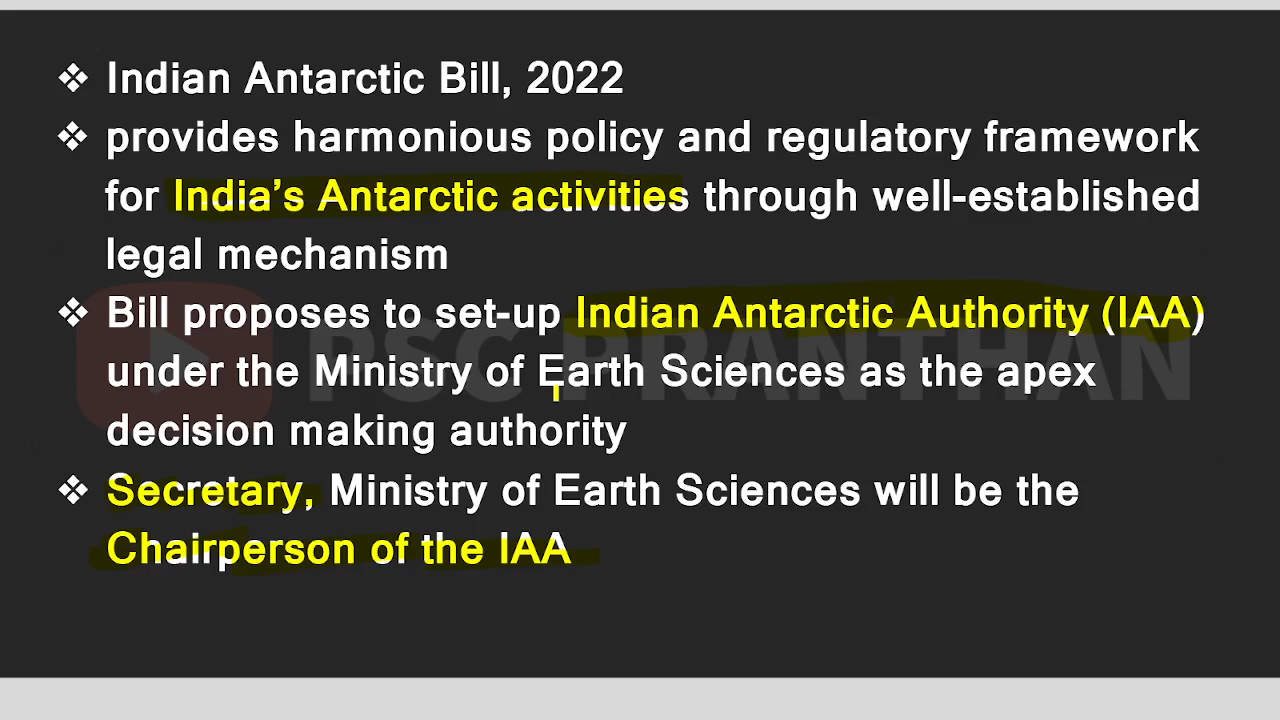 ❖ Indian Antarctic Bill, 2022
❖ provides harmonious policy and regulatory framework
for India's Antarctic activities through well-established
legal mechanism
❖ Bill proposes to set-up Indian Antarctic Authority (IAA)
under the Ministry of Earth Sciences as the apex
decision making authority
❖ Secretary, Ministry of Earth Sciences will be the
Chairperson of the IAA
PSC PRANTHAN